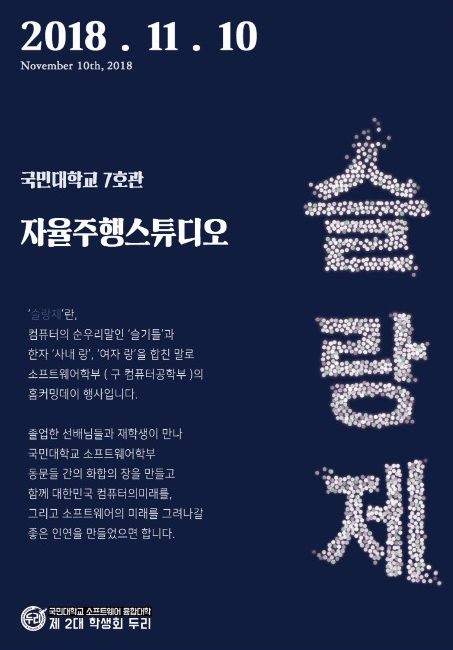 2018 . 11 . 10
November 10th, 2018
국민대학교 7호관
자율주행스튜디오
슬랑제
'슬랑제'란,
컴퓨터의 순우리말인 '슬기틀'과
한자 '사내 랑', '여자 랑'을 합친 말로
소프트웨어학부 ( 구 컴퓨터공학부 )의
홈커밍데이 행사입니다.
졸업한 선배님들과 재학생이 만나
국민대학교 소프트웨어학부
동문들 간의 화합의 장을 만들고
함께 대한민국 컴퓨터의미래를,
그리고 소프트웨어의 미래를 그려나갈
좋은 인연을 만들었으면 합니다.
두리
국민대학교 소프트웨어 융합대학
제 2대 학생회 두리